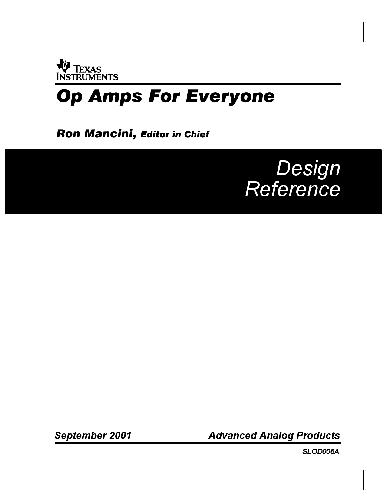 TEXAS
INSTRUMENTS
Op Amps For Everyone
Ron Mancini, Editor in Chief
Design
Reference
September 2001 Advanced Analog Products
SLOD006A